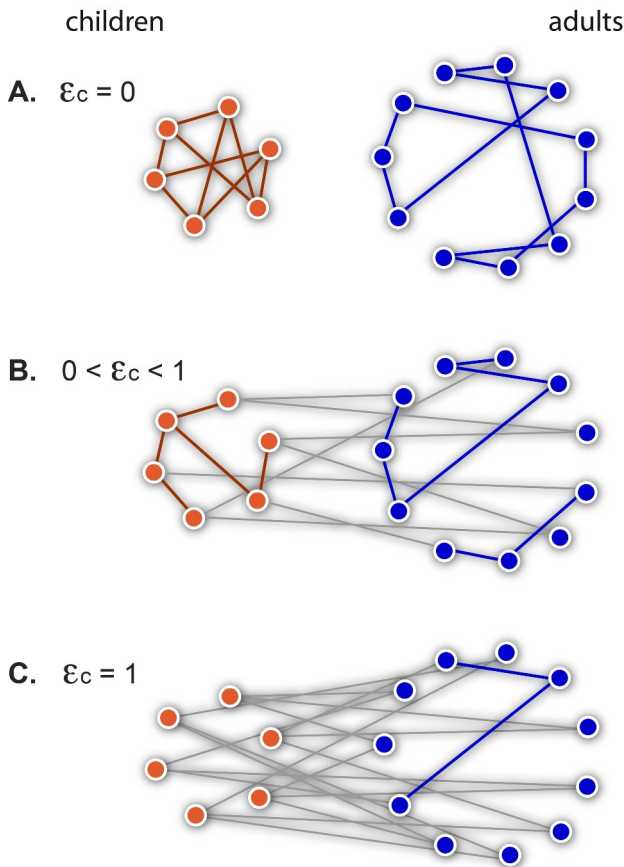 children adults
A. εc = 0
B. 0 < εc < 1
C. εc = 1